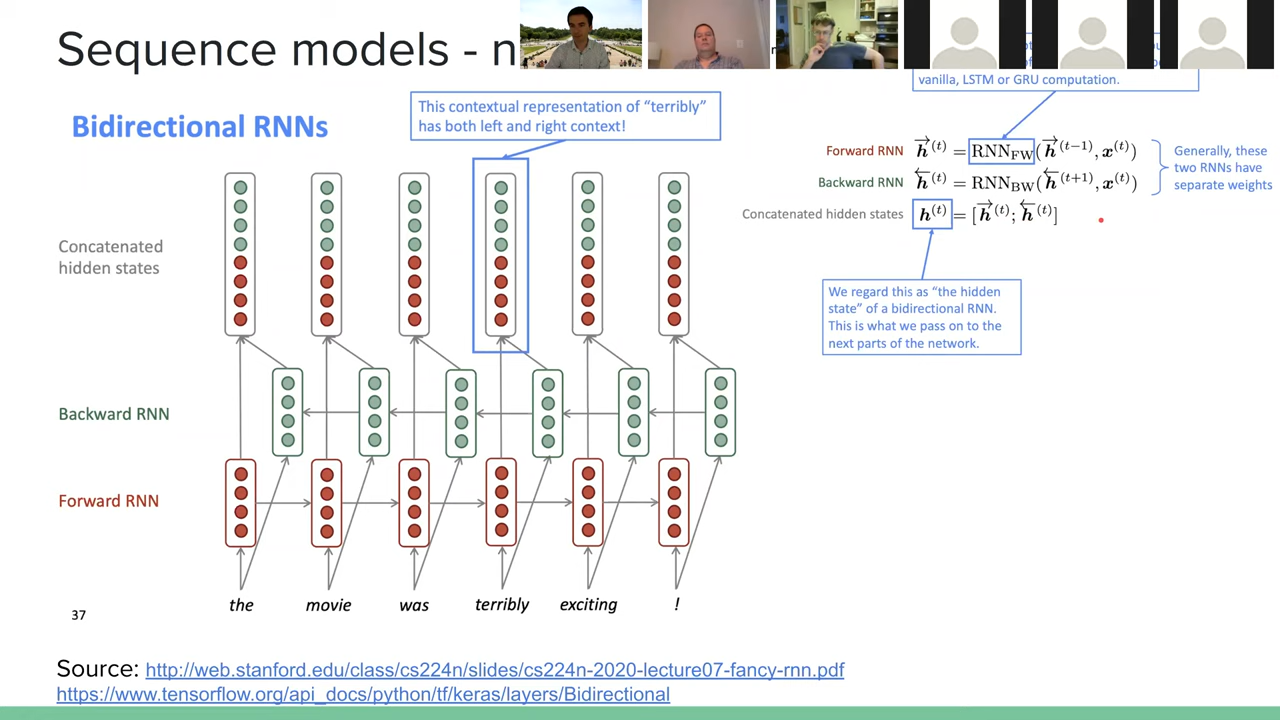 Sequence models - n
Bidirectional RNNs
This contextual representation of “terribly”
has both left and right context!
vanilla, LSTM or GRU computation.
Forward RNN h⃗⁽ᵗ⁾ = RNN_FW(h⃗⁽ᵗ⁻¹⁾, x⁽ᵗ⁾)
Backward RNN h⃖⁽ᵗ⁾ = RNN_BW(h⃖⁽ᵗ⁺¹⁾, x⁽ᵗ⁾)
Concatenated hidden states h⁽ᵗ⁾ = [h⃗⁽ᵗ⁾; h⃖⁽ᵗ⁾]
Generally, these
two RNNs have
separate weights
We regard this as “the hidden
state” of a bidirectional RNN.
This is what we pass on to the
next parts of the network.
Concatenated
hidden states
Backward RNN
Forward RNN
the movie was terribly exciting !
37
Source: http://web.stanford.edu/class/cs224n/slides/cs224n-2020-lecture07-fancy-rnn.pdf
https://www.tensorflow.org/api_docs/python/tf/keras/layers/Bidirectional